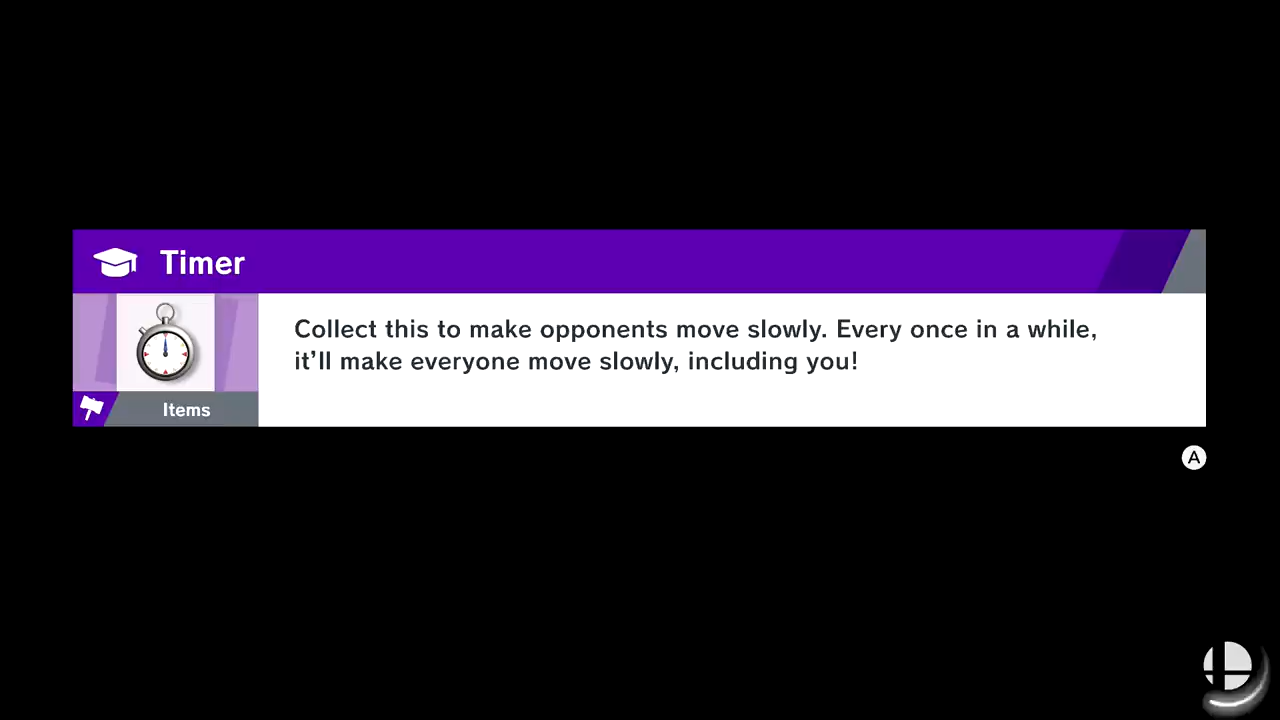 Timer
Collect this to make opponents move slowly. Every once in a while,
it’ll make everyone move slowly, including you!
Items
A